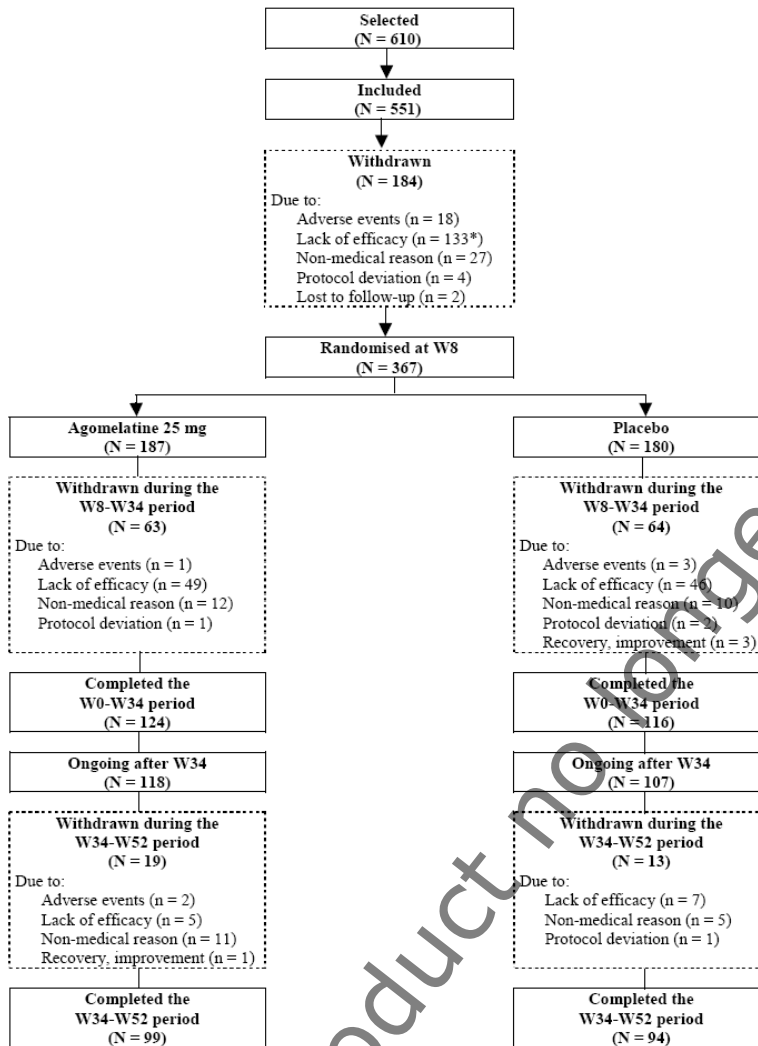 Selected
(N = 610)
Included
(N = 551)
Withdrawn
(N = 184)
Due to:
Adverse events (n = 18)
Lack of efficacy (n = 133*)
Non-medical reason (n = 27)
Protocol deviation (n = 4)
Lost to follow-up (n = 2)
Randomised at W8
(N = 367)
Agomelatine 25 mg
(N = 187)
Withdrawn during the
W8-W34 period
(N = 63)
Due to:
Adverse events (n = 1)
Lack of efficacy (n = 49)
Non-medical reason (n = 12)
Protocol deviation (n = 1)
Completed the
W0-W34 period
(N = 124)
Ongoing after W34
(N = 118)
Withdrawn during the
W34-W52 period
(N = 19)
Due to:
Adverse events (n = 2)
Lack of efficacy (n = 5)
Non-medical reason (n = 11)
Recovery, improvement (n = 1)
Completed the
W34-W52 period
(N = 99)
Placebo
(N = 180)
Withdrawn during the
W8-W34 period
(N = 64)
Due to:
Adverse events (n = 3)
Lack of efficacy (n = 46)
Non-medical reason (n = 10)
Protocol deviation (n = 2)
Recovery, improvement (n = 3)
Completed the
W0-W34 period
(N = 116)
Ongoing after W34
(N = 107)
Withdrawn during the
W34-W52 period
(N = 13)
Due to:
Lack of efficacy (n = 7)
Non-medical reason (n = 5)
Protocol deviation (n = 1)
Completed the
W34-W52 period
(N = 94)
product no longe